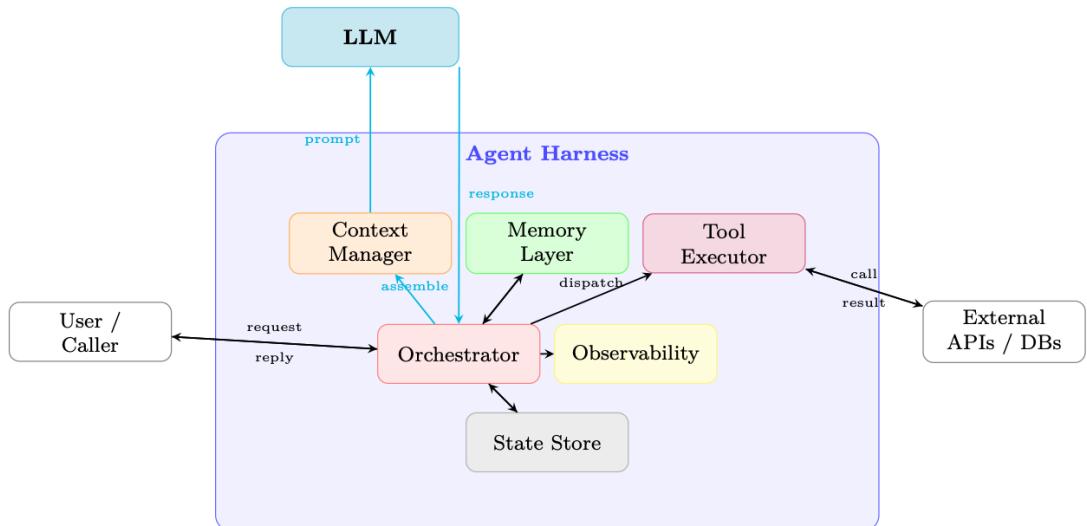 LLM
prompt
Agent Harness
response
Context
Manager
Memory
Layer
Tool
Executor
assemble
dispatch
call
result
User /
Caller
request
reply
Orchestrator
Observability
External
APIs / DBs
State Store